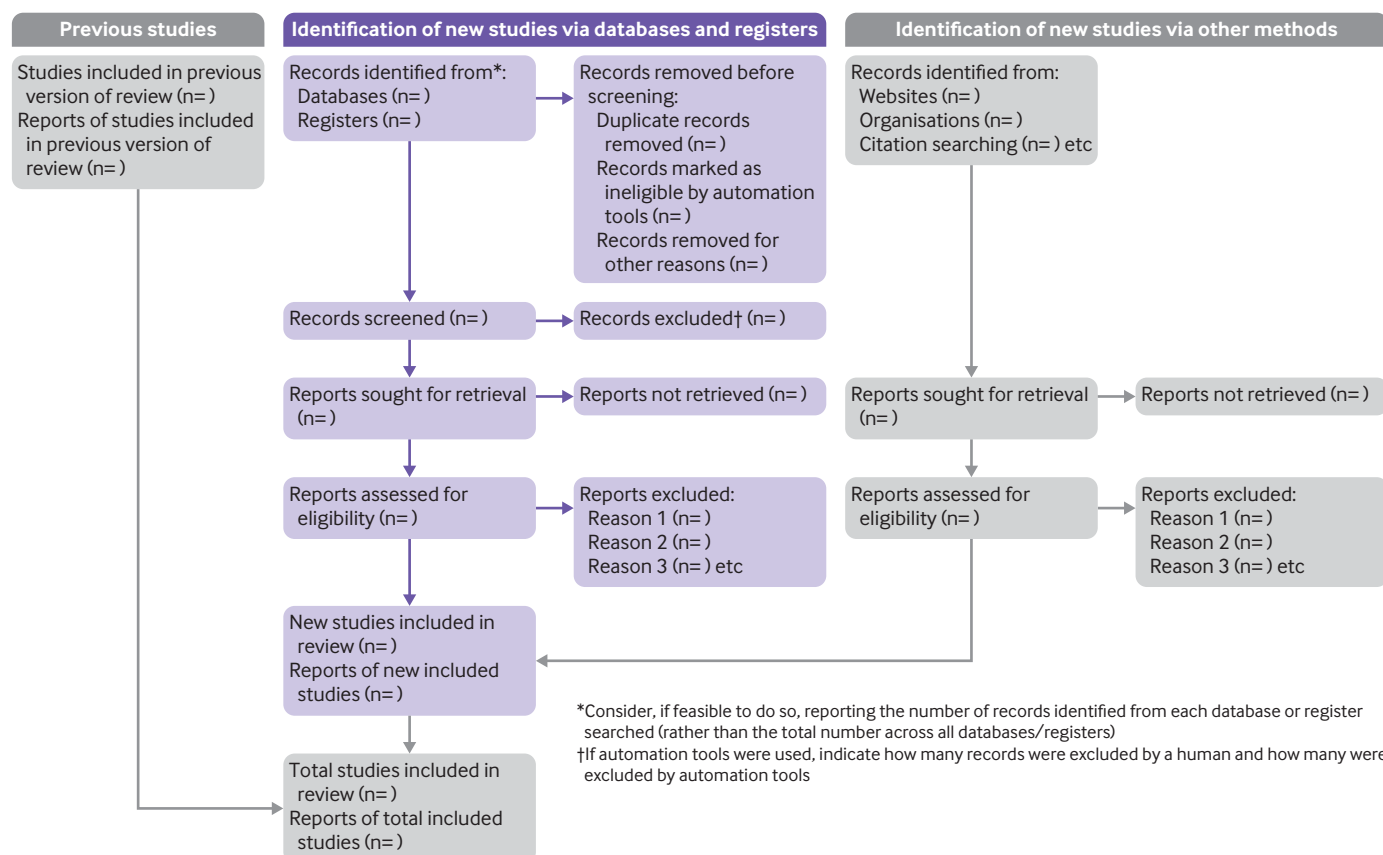 Previous studies
Studies included in previous
version of review (n= )
Reports of studies included
in previous version of
review (n= )
Identification of new studies via databases and registers
Records identified from*:
Databases (n= )
Registers (n= )
Records removed before
screening:
Duplicate records
removed (n= )
Records marked as
ineligible by automation
tools (n= )
Records removed for
other reasons (n= )
Records screened (n= )
Records excluded† (n= )
Reports sought for retrieval
(n= )
Reports not retrieved (n= )
Reports assessed for
eligibility (n= )
Reports excluded:
Reason 1 (n= )
Reason 2 (n= )
Reason 3 (n= ) etc
New studies included in
review (n= )
Reports of new included
studies (n= )
Total studies included in
review (n= )
Reports of total included
studies (n= )
Identification of new studies via other methods
Records identified from:
Websites (n= )
Organisations (n= )
Citation searching (n= ) etc
Reports sought for retrieval
(n= )
Reports not retrieved (n= )
Reports assessed for
eligibility (n= )
Reports excluded:
Reason 1 (n= )
Reason 2 (n= )
Reason 3 (n= ) etc
*Consider, if feasible to do so, reporting the number of records identified from each database or register
searched (rather than the total number across all databases/registers)
†If automation tools were used, indicate how many records were excluded by a human and how many were
excluded by automation tools